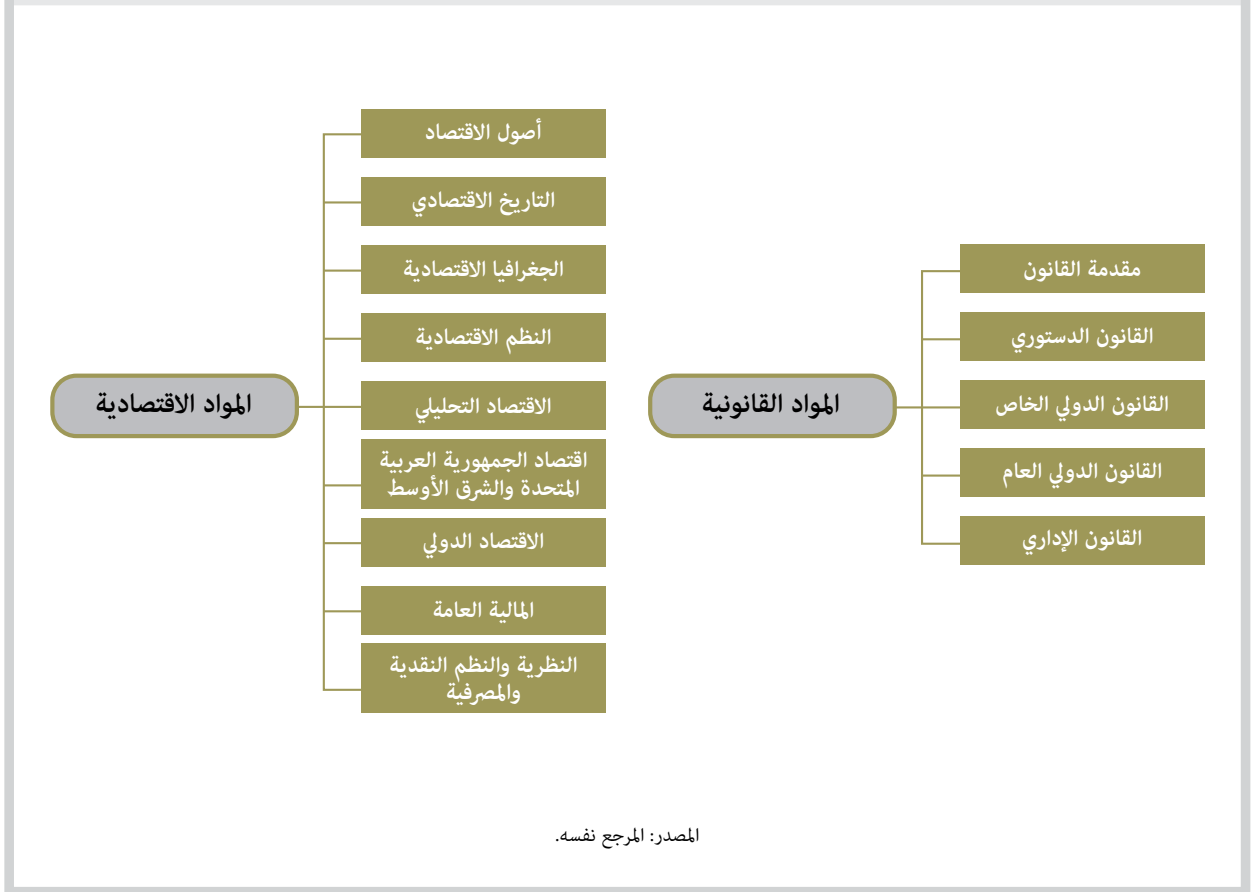 المواد القانونية
مقدمة القانون
القانون الدستوري
القانون الدولي الخاص
القانون الدولي العام
القانون الإداري
المواد الاقتصادية
أصول الاقتصاد
التاريخ الاقتصادي
الجغرافيا الاقتصادية
النظم الاقتصادية
الاقتصاد التحليلي
اقتصاد الجمهورية العربية
المتحدة والشرق الأوسط
الاقتصاد الدولي
المالية العامة
النظرية والنظم النقدية
والمصرفية
المصدر: المرجع نفسه.